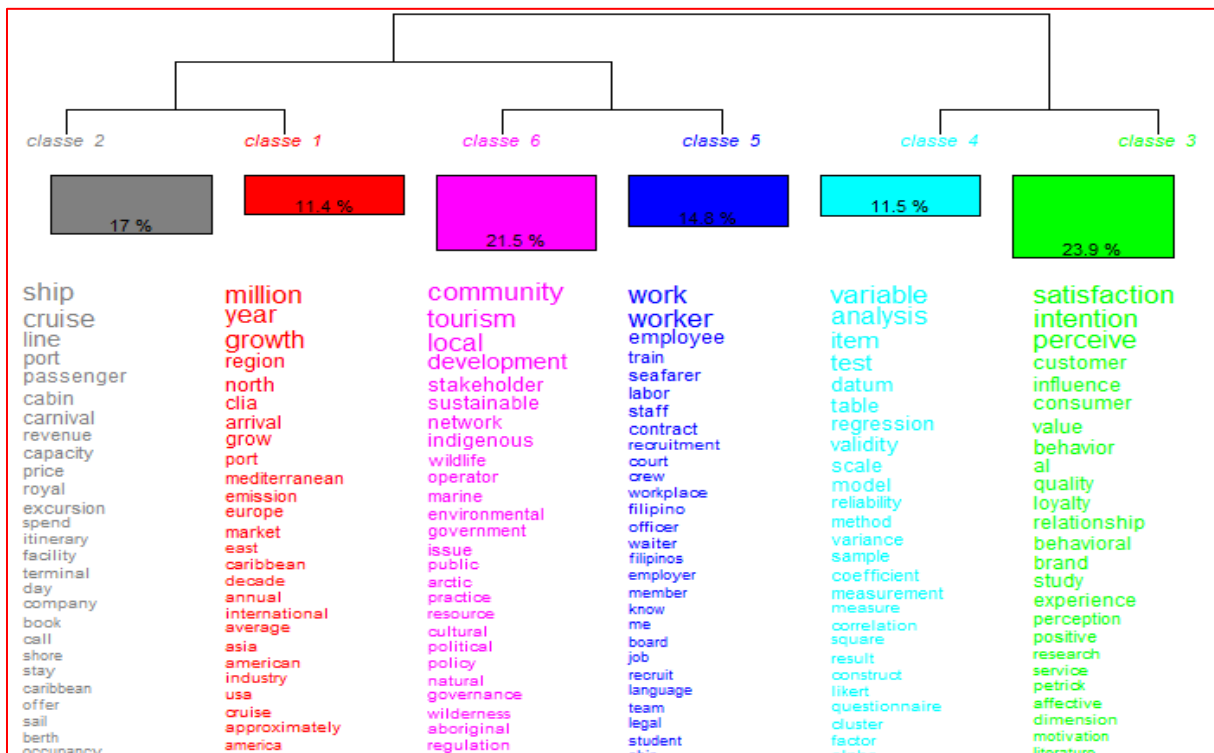 classe 2
classe 1
classe 6
classe 5
classe 4
classe 3
17 %
11.4 %
21.5 %
14.8 %
11.5 %
23.9 %
ship
cruise
line
port
passenger
cabin
carnival
revenue
capacity
price
royal
excursion
spend
itinerary
facility
terminal
day
company
book
call
shore
stay
caribbean
offer
sail
berth
occupancy
million
year
growth
region
north
clia
arrival
grow
port
mediterranean
emission
europe
market
east
caribbean
decade
annual
international
average
asia
american
industry
usa
cruise
approximately
america
community
tourism
local
development
stakeholder
sustainable
network
indigenous
wildlife
operator
marine
environmental
government
issue
public
arctic
practice
resource
cultural
political
policy
natural
governance
wilderness
aboriginal
regulation
work
worker
employee
train
seafarer
labor
staff
contract
recruitment
court
crew
workplace
filipino
officer
waiter
filipinos
employer
member
know
me
board
job
recruit
language
team
legal
student
variable
analysis
item
test
datum
table
regression
validity
scale
model
reliability
method
variance
sample
coefficient
measurement
measure
correlation
square
result
construct
likert
questionnaire
cluster
factor
satisfaction
intention
perceive
customer
influence
consumer
value
behavior
al
quality
loyalty
relationship
behavioral
brand
study
experience
perception
positive
research
service
petrick
affective
dimension
motivation
literature